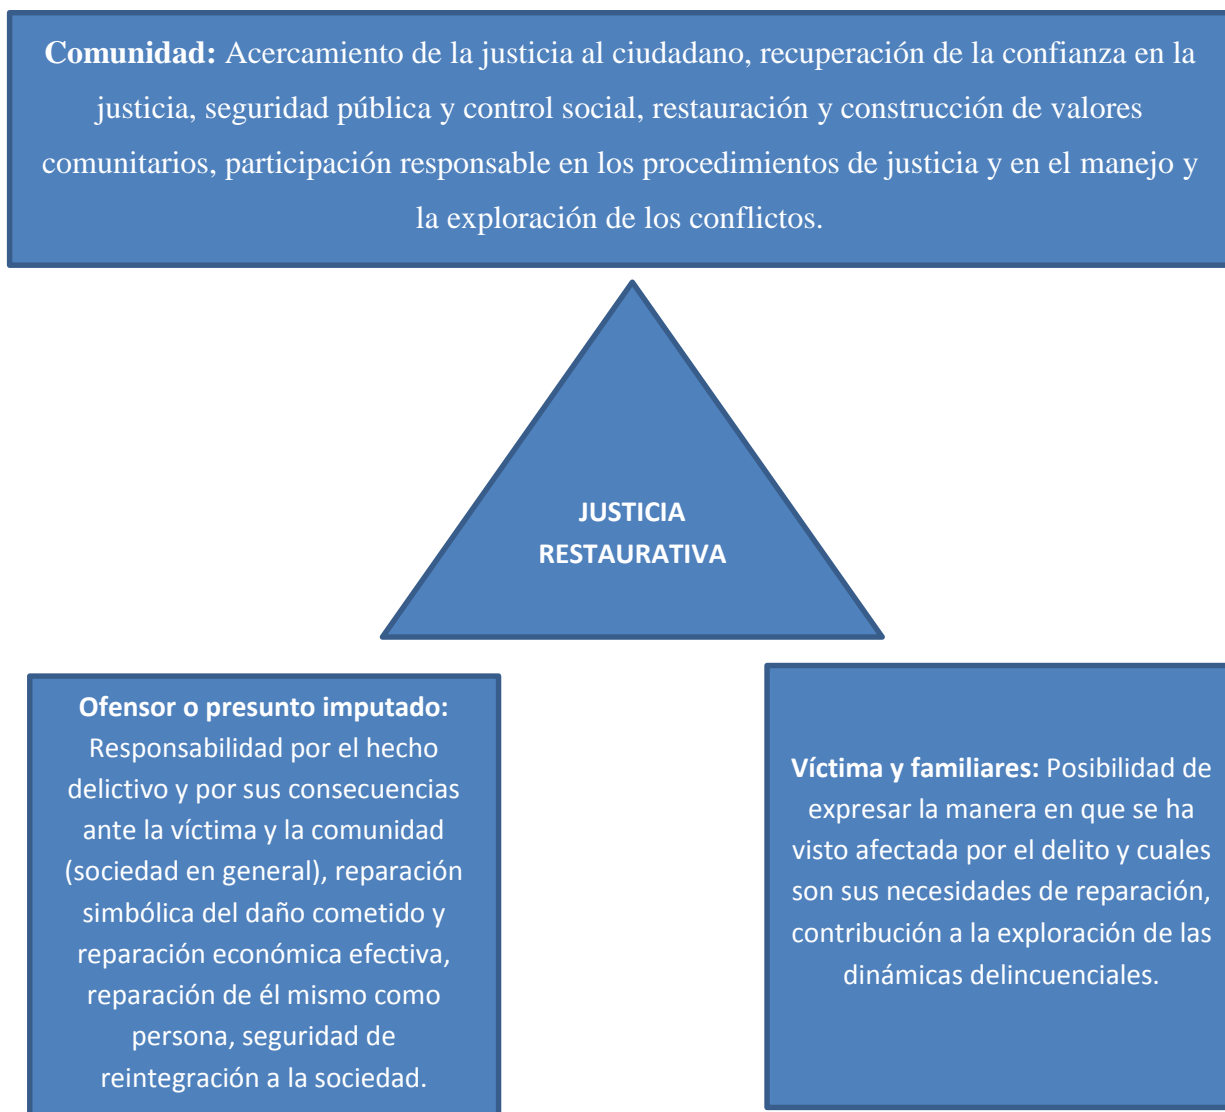 Comunidad: Acercamiento de la justicia al ciudadano, recuperación de la confianza en la
justicia, seguridad pública y control social, restauración y construcción de valores
comunitarios, participación responsable en los procedimientos de justicia y en el manejo y
la exploración de los conflictos.
JUSTICIA
RESTAURATIVA
Ofensor o presunto imputado:
Responsabilidad por el hecho
delictivo y por sus consecuencias
ante la víctima y la comunidad
(sociedad en general), reparación
simbólica del daño cometido y
reparación económica efectiva,
reparación de él mismo como
persona, seguridad de
reintegración a la sociedad.
Víctima y familiares: Posibilidad de
expresar la manera en que se ha
visto afectada por el delito y cuales
son sus necesidades de reparación,
contribución a la exploración de las
dinámicas delincuenciales.